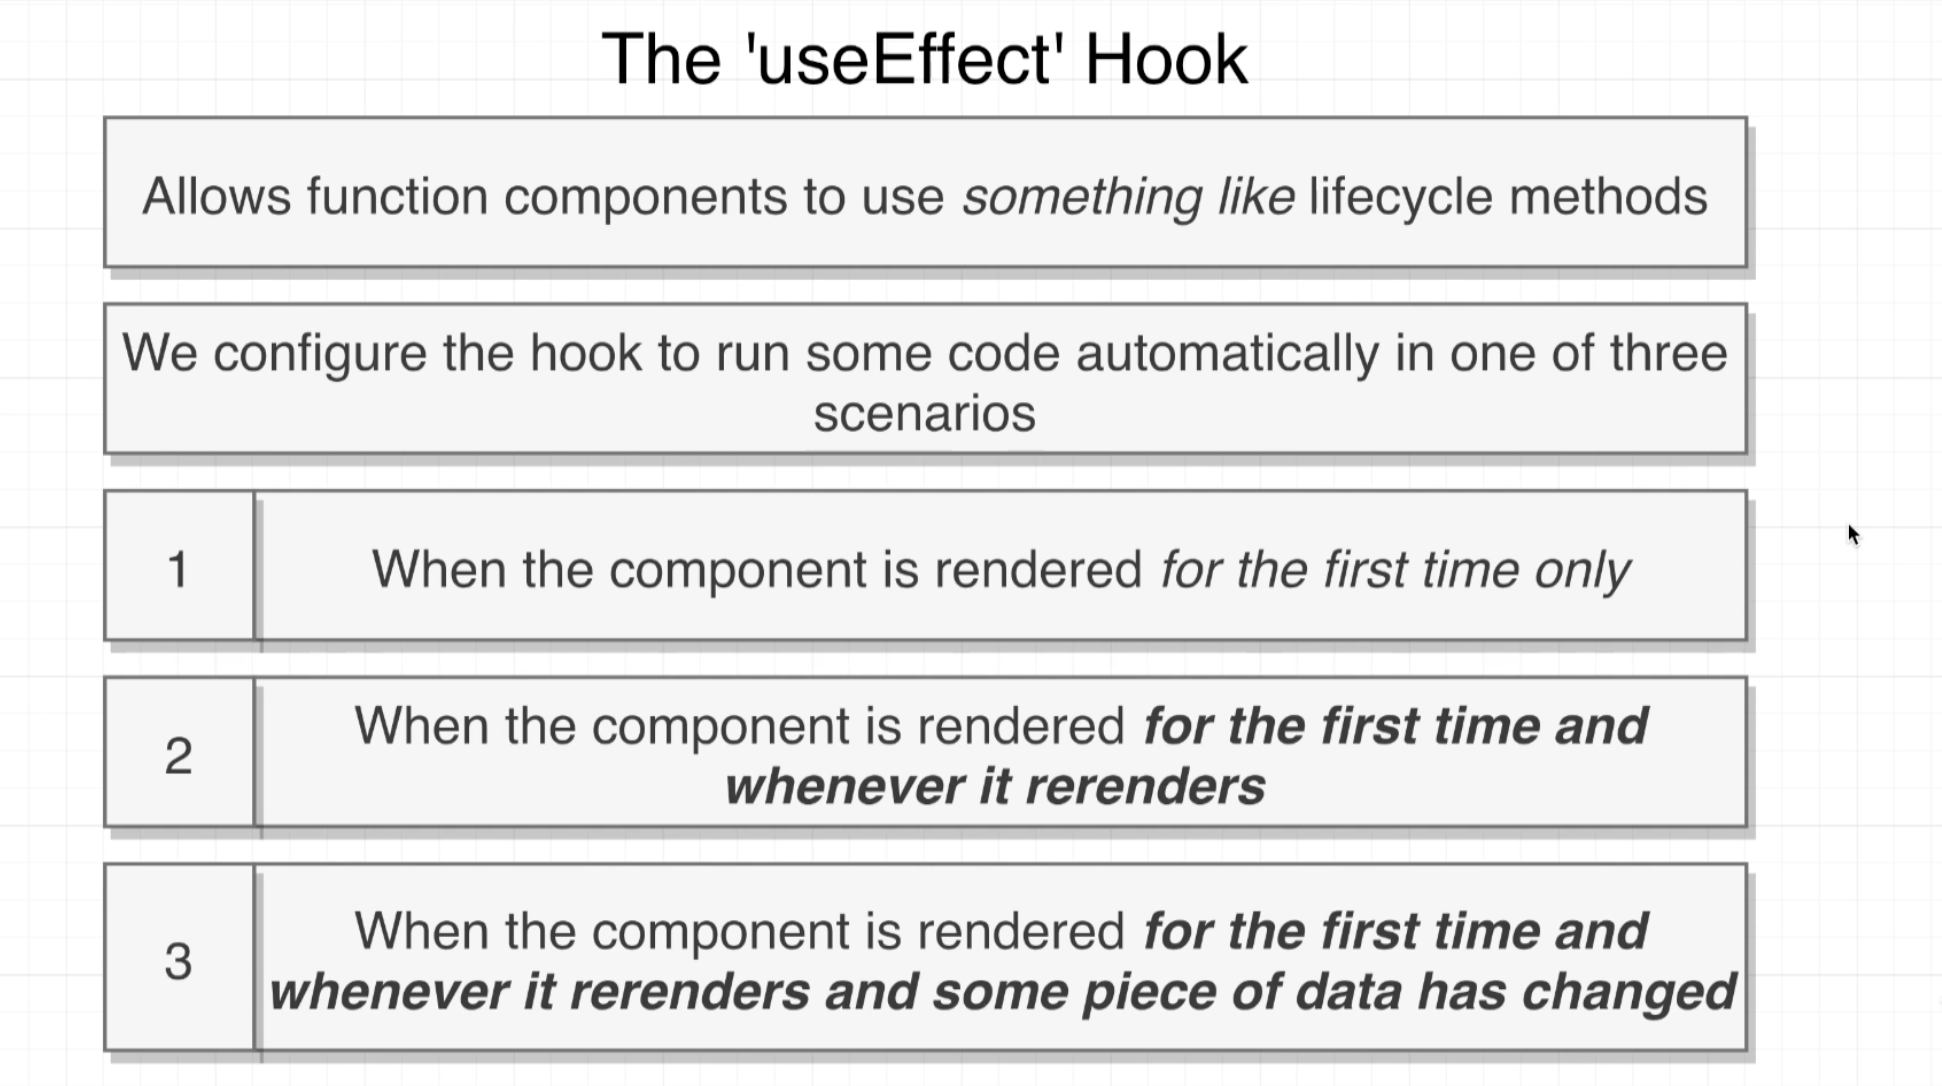 The 'useEffect' Hook
Allows function components to use something like lifecycle methods
We configure the hook to run some code automatically in one of three
scenarios
1
When the component is rendered for the first time only
2
When the component is rendered for the first time and
whenever it rerenders
3
When the component is rendered for the first time and
whenever it rerenders and some piece of data has changed